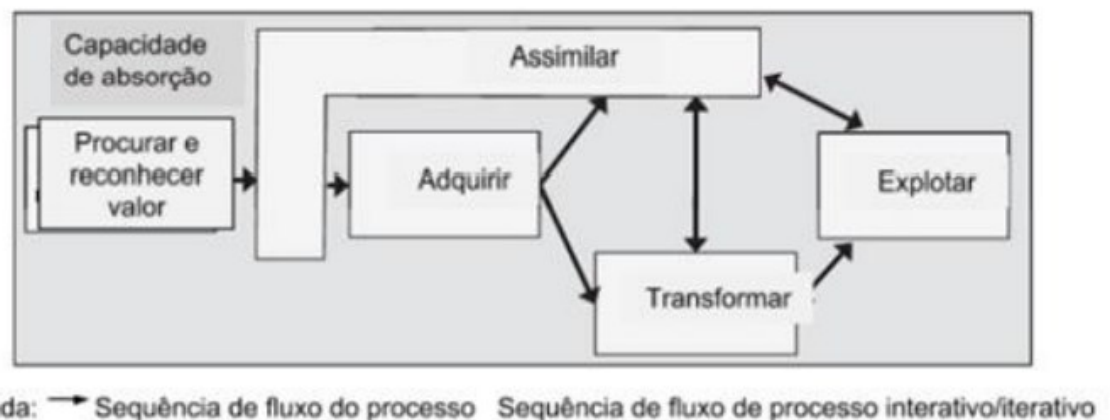 Capacidade
de absorção
Assimilar
Procurar e
reconhecer
valor
Adquirir
Explotar
Transformar
da: Sequência de fluxo do processo Sequência de fluxo de processo interativo/iterativo